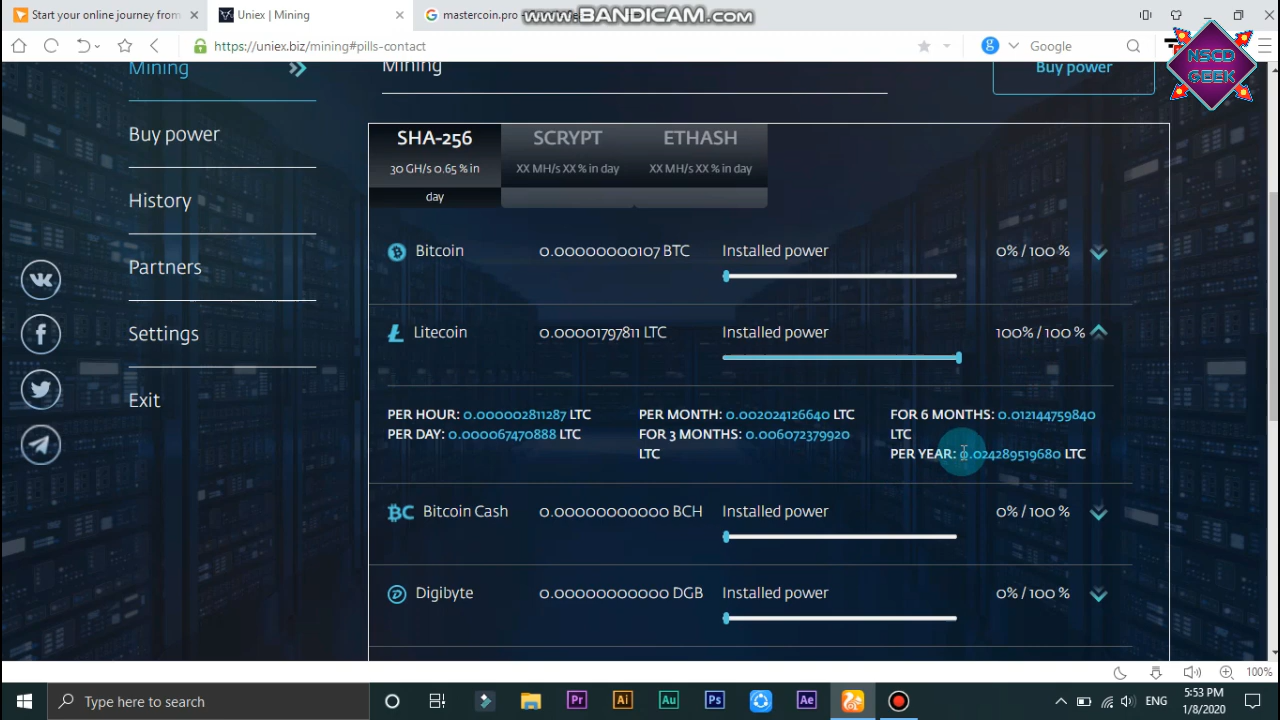 Start your online journey from
Uniex | Mining
mastercoin.pro -
www.BANDICAM.com
https://uniex.biz/mining#pills-contact
Google
NSCD
GEEK
Mining
Buy power
History
Partners
Settings
Exit
Mining
Buy power
SHA-256
30 GH/s 0.65 % in
day
SCRYPT
XX MH/s XX % in day
ETHASH
XX MH/s XX % in day
Bitcoin 0.00000000107 BTC Installed power 0% / 100 %
Litecoin 0.00001797811 LTC Installed power 100% / 100 %
PER HOUR: 0.000002811287 LTC
PER DAY: 0.000067470888 LTC
PER MONTH: 0.002024126640 LTC
FOR 3 MONTHS: 0.006072379920
LTC
FOR 6 MONTHS: 0.012144759840
LTC
PER YEAR: 0.024289519680 LTC
Bitcoin Cash 0.00000000000 BCH Installed power 0% / 100 %
Digibyte 0.00000000000 DGB Installed power 0% / 100 %
100%
Type here to search
Pr
Ai
Au
Ps
Ae
ENG
5:53 PM
1/8/2020